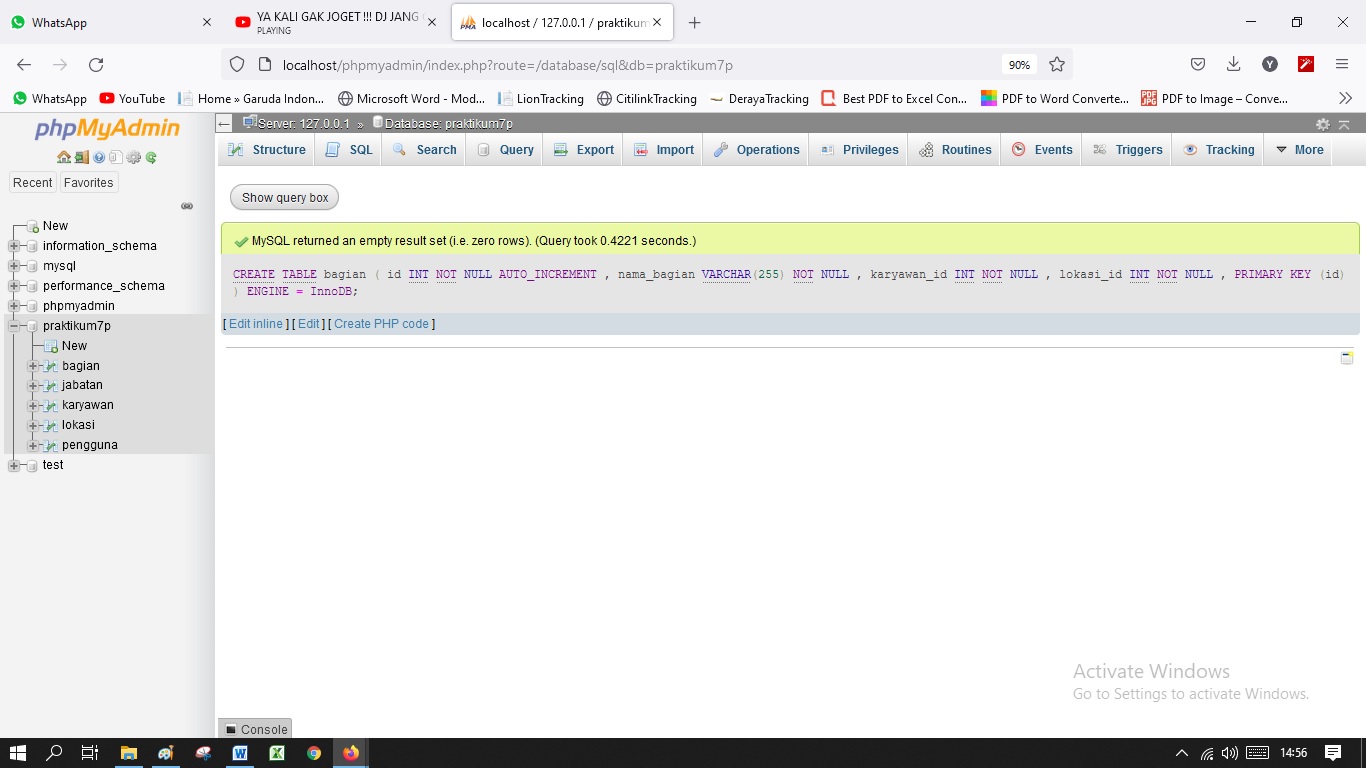 WhatsApp
YA KALI GAK JOGET !!! DJ JANG
PLAYING
localhost / 127.0.0.1 / praktikum
localhost/phpmyadmin/index.php?route=/database/sql&db=praktikum7p
90%
WhatsApp
YouTube
Home » Garuda Indon...
Microsoft Word - Mod...
LionTracking
CitilinkTracking
DerayaTracking
Best PDF to Excel Con...
PDF to Word Converte...
PDF to Image – Conve...
phpMyAdmin
Recent
Favorites
New
information_schema
mysql
performance_schema
phpmyadmin
praktikum7p
New
bagian
jabatan
karyawan
lokasi
pengguna
test
Server: 127.0.0.1 » Database: praktikum7p
Structure
SQL
Search
Query
Export
Import
Operations
Privileges
Routines
Events
Triggers
Tracking
More
Show query box
MySQL returned an empty result set (i.e. zero rows). (Query took 0.4221 seconds.)
CREATE TABLE bagian ( id INT NOT NULL AUTO_INCREMENT , nama_bagian VARCHAR(255) NOT NULL , karyawan_id INT NOT NULL , lokasi_id INT NOT NULL , PRIMARY KEY (id)
) ENGINE = InnoDB;
[ Edit inline ] [ Edit ] [ Create PHP code ]
Activate Windows
Go to Settings to activate Windows.
Console
14:56